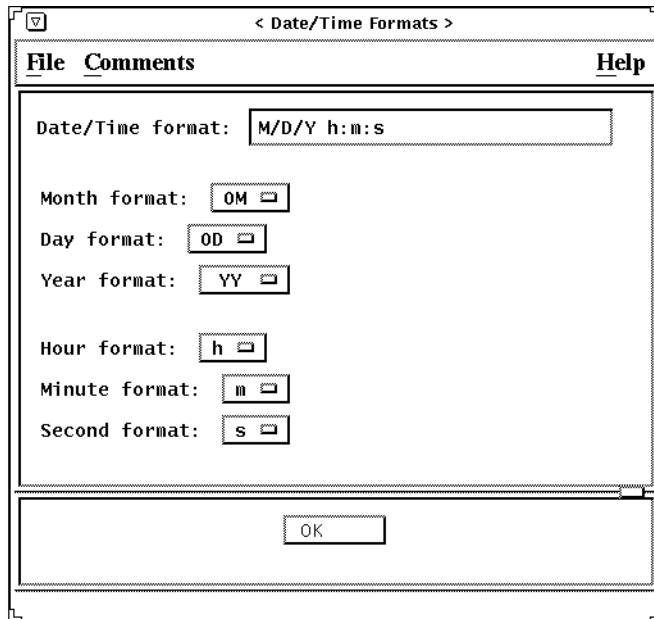 < Date/Time Formats >
File Comments Help
Date/Time format: M/D/Y h:m:s
Month format: 0M
Day format: 0D
Year format: YY
Hour format: h
Minute format: m
Second format: s
OK